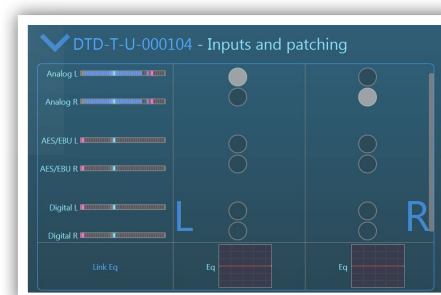 DTD-T-U-000104 - Inputs and patching
Analog L
Analog R
AES/EBU L
AES/EBU R
Digital L
Digital R
L
R
Link Eq
Eq
Eq